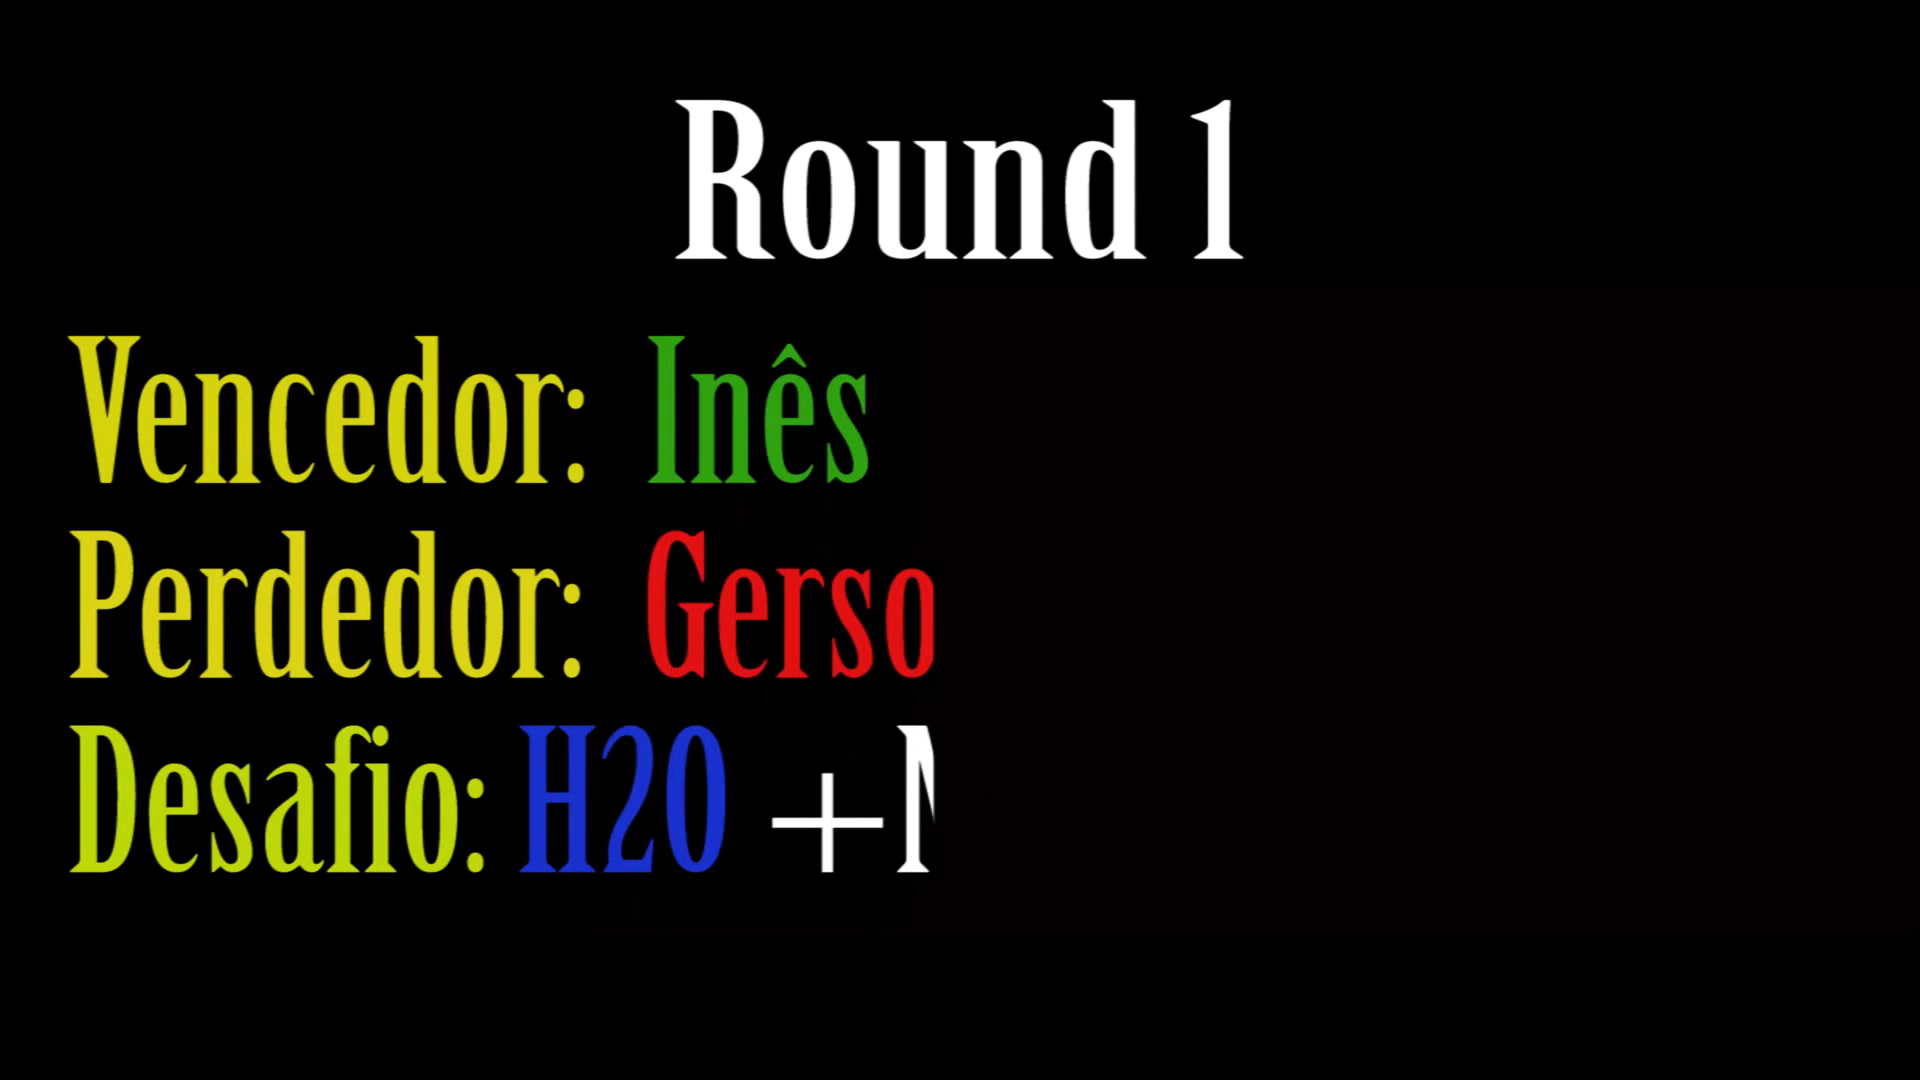 Round 1
Vencedor: Inês
Perdedor: Gerso
Desafio: H20 +